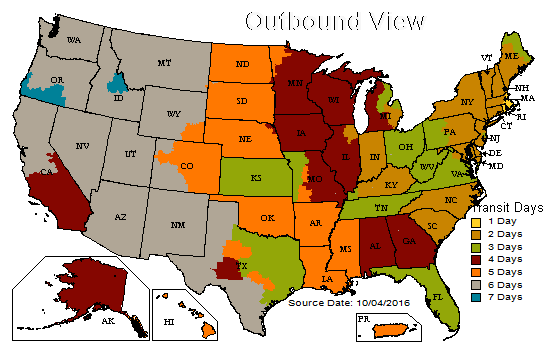 Outbound View
WA
MT
ND
MN
VT
ME
OR
ID
SD
WI
MI
NY
NH
MA
RI
CT
WY
NE
IA
PA
NJ
NV
UT
CO
KS
MO
IL
IN
OH
WV
VA
DE
MD
CA
KY
NC
AZ
NM
OK
AR
TN
SC
TX
LA
MS
AL
GA
FL
AK
HI
PR
Source Date: 10/04/2016
Transit Days
1 Day
2 Days
3 Days
4 Days
5 Days
6 Days
7 Days